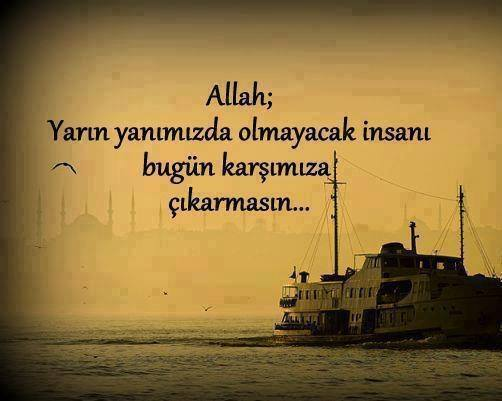 Allah;
Yarın yanımızda olmayacak insanı
bugün karşımıza
çıkarmasın...